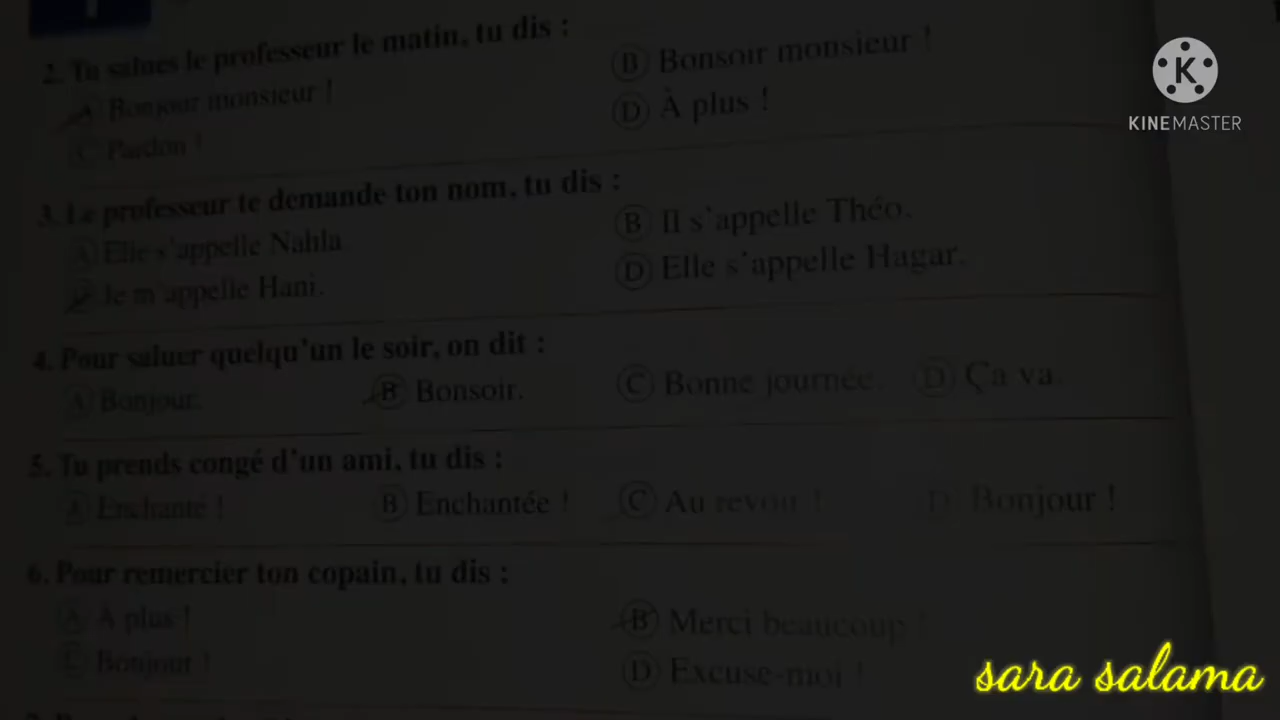 2. Tu salues le professeur le matin, tu dis :
A Bonjour monsieur !
B Bonsoir monsieur !
C Pardon !
D À plus !
3. Le professeur te demande ton nom, tu dis :
A Elle s'appelle Nahla.
B Il s'appelle Théo.
C Je m'appelle Hani.
D Elle s'appelle Hagar.
4. Pour saluer quelqu'un le soir, on dit :
A Bonjour. B Bonsoir. C Bonne journée. D Ça va.
5. Tu prends congé d'un ami, tu dis :
A Enchanté ! B Enchantée ! C Au revoir ! D Bonjour !
6. Pour remercier ton copain, tu dis :
A À plus !
B Merci beaucoup !
C Bonjour !
D Excuse-moi !
KINEMASTER
sara salama